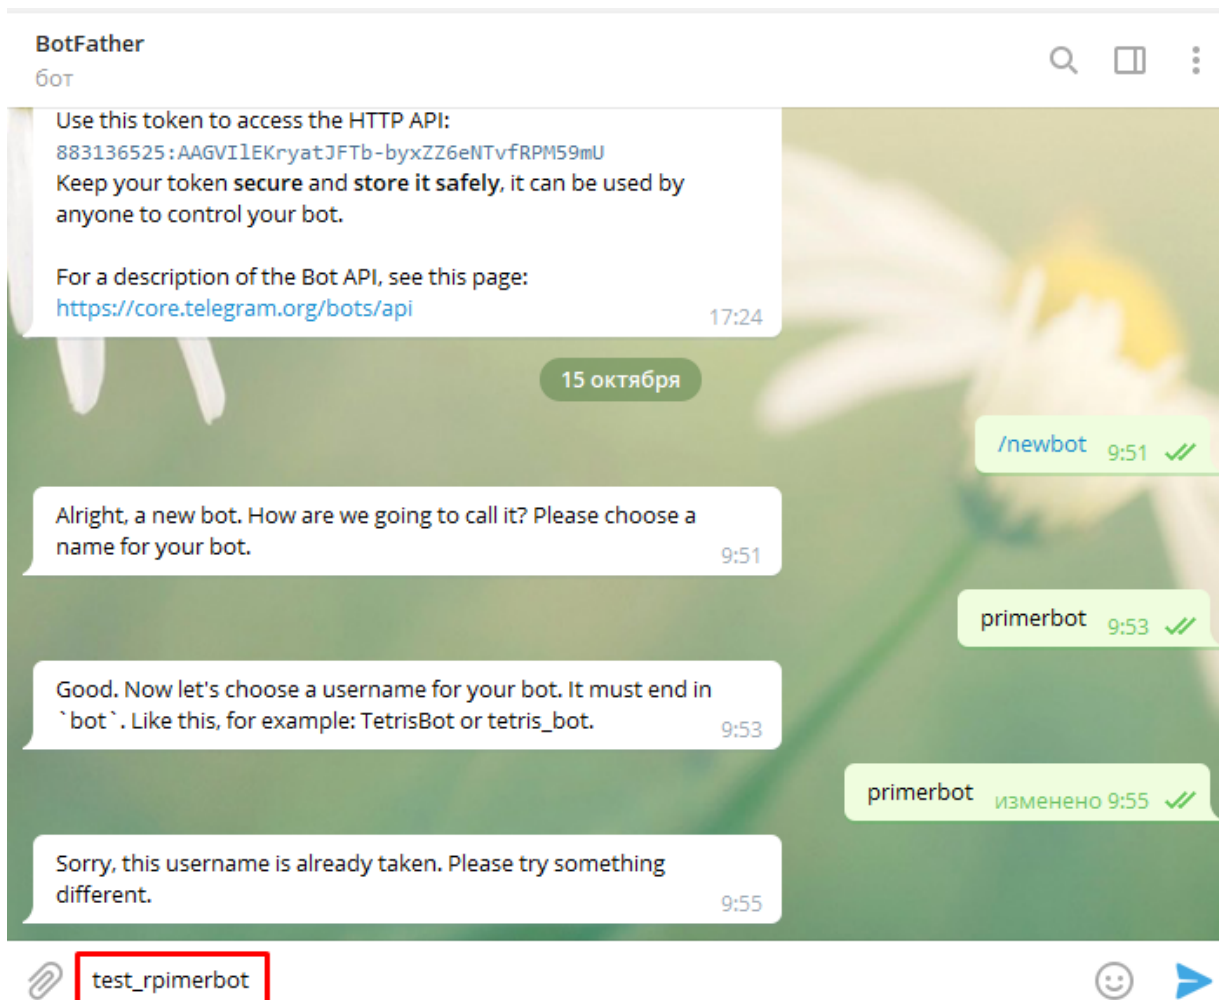 BotFather
бот
Use this token to access the HTTP API:
883136525:AAGVIlEKryatJFTb-byxZZ6eNTvfRPM59mU
Keep your token secure and store it safely, it can be used by
anyone to control your bot.
For a description of the Bot API, see this page:
https://core.telegram.org/bots/api
17:24
15 октября
/newbot 9:51
Alright, a new bot. How are we going to call it? Please choose a
name for your bot.
9:51
primerbot 9:53
Good. Now let's choose a username for your bot. It must end in
`bot`. Like this, for example: TetrisBot or tetris_bot.
9:53
primerbot изменено 9:55
Sorry, this username is already taken. Please try something
different.
9:55
test_rpimerbot